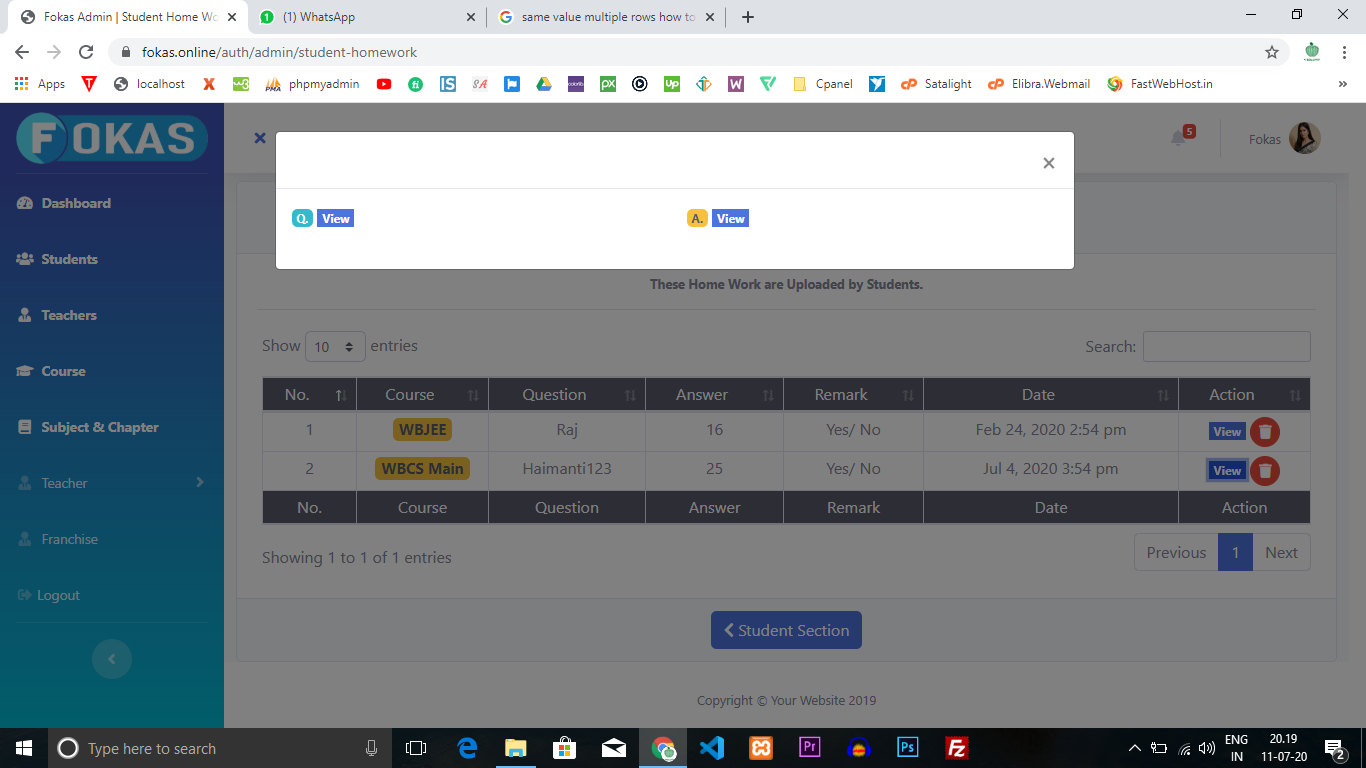 Fokas Admin | Student Home Wo
(1) WhatsApp
same value multiple rows how to
fokas.online/auth/admin/student-homework
Apps
localhost
phpmyadmin
Cpanel
Satalight
Elibra.Webmail
FastWebHost.in
FOKAS
5
Fokas
Dashboard
Students
Teachers
Course
Subject & Chapter
Teacher
Franchise
Logout
Q. View
A. View
These Home Work are Uploaded by Students.
Show 10 entries
Search:
No. Course Question Answer Remark Date Action
1 WBJEE Raj 16 Yes/ No Feb 24, 2020 2:54 pm View
2 WBCS Main Haimanti123 25 Yes/ No Jul 4, 2020 3:54 pm View
No. Course Question Answer Remark Date Action
Showing 1 to 1 of 1 entries
Previous 1 Next
Student Section
Copyright © Your Website 2019
Type here to search
ENG
IN
20.19
11-07-20
2